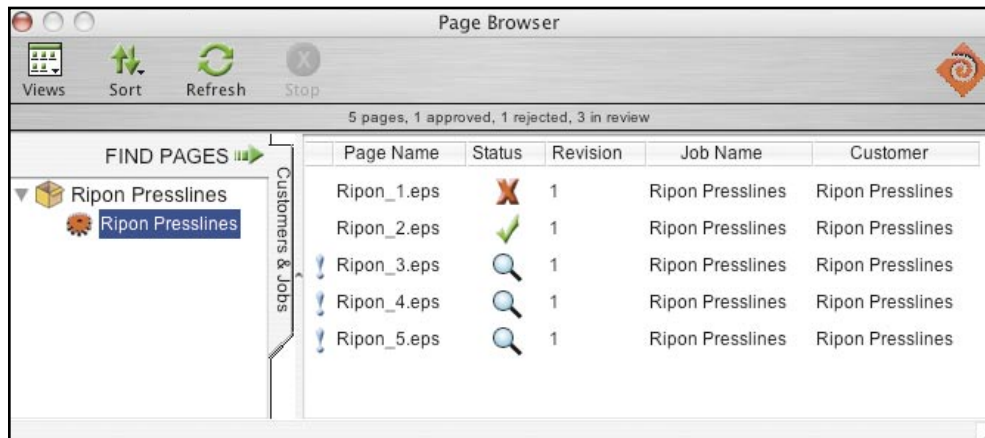 Page Browser
Views Sort Refresh Stop
5 pages, 1 approved, 1 rejected, 3 in review
FIND PAGES
Ripon Presslines
Ripon Presslines
Customers & Jobs
Page Name Status Revision Job Name Customer
Ripon_1.eps 1 Ripon Presslines Ripon Presslines
Ripon_2.eps 1 Ripon Presslines Ripon Presslines
Ripon_3.eps 1 Ripon Presslines Ripon Presslines
Ripon_4.eps 1 Ripon Presslines Ripon Presslines
Ripon_5.eps 1 Ripon Presslines Ripon Presslines